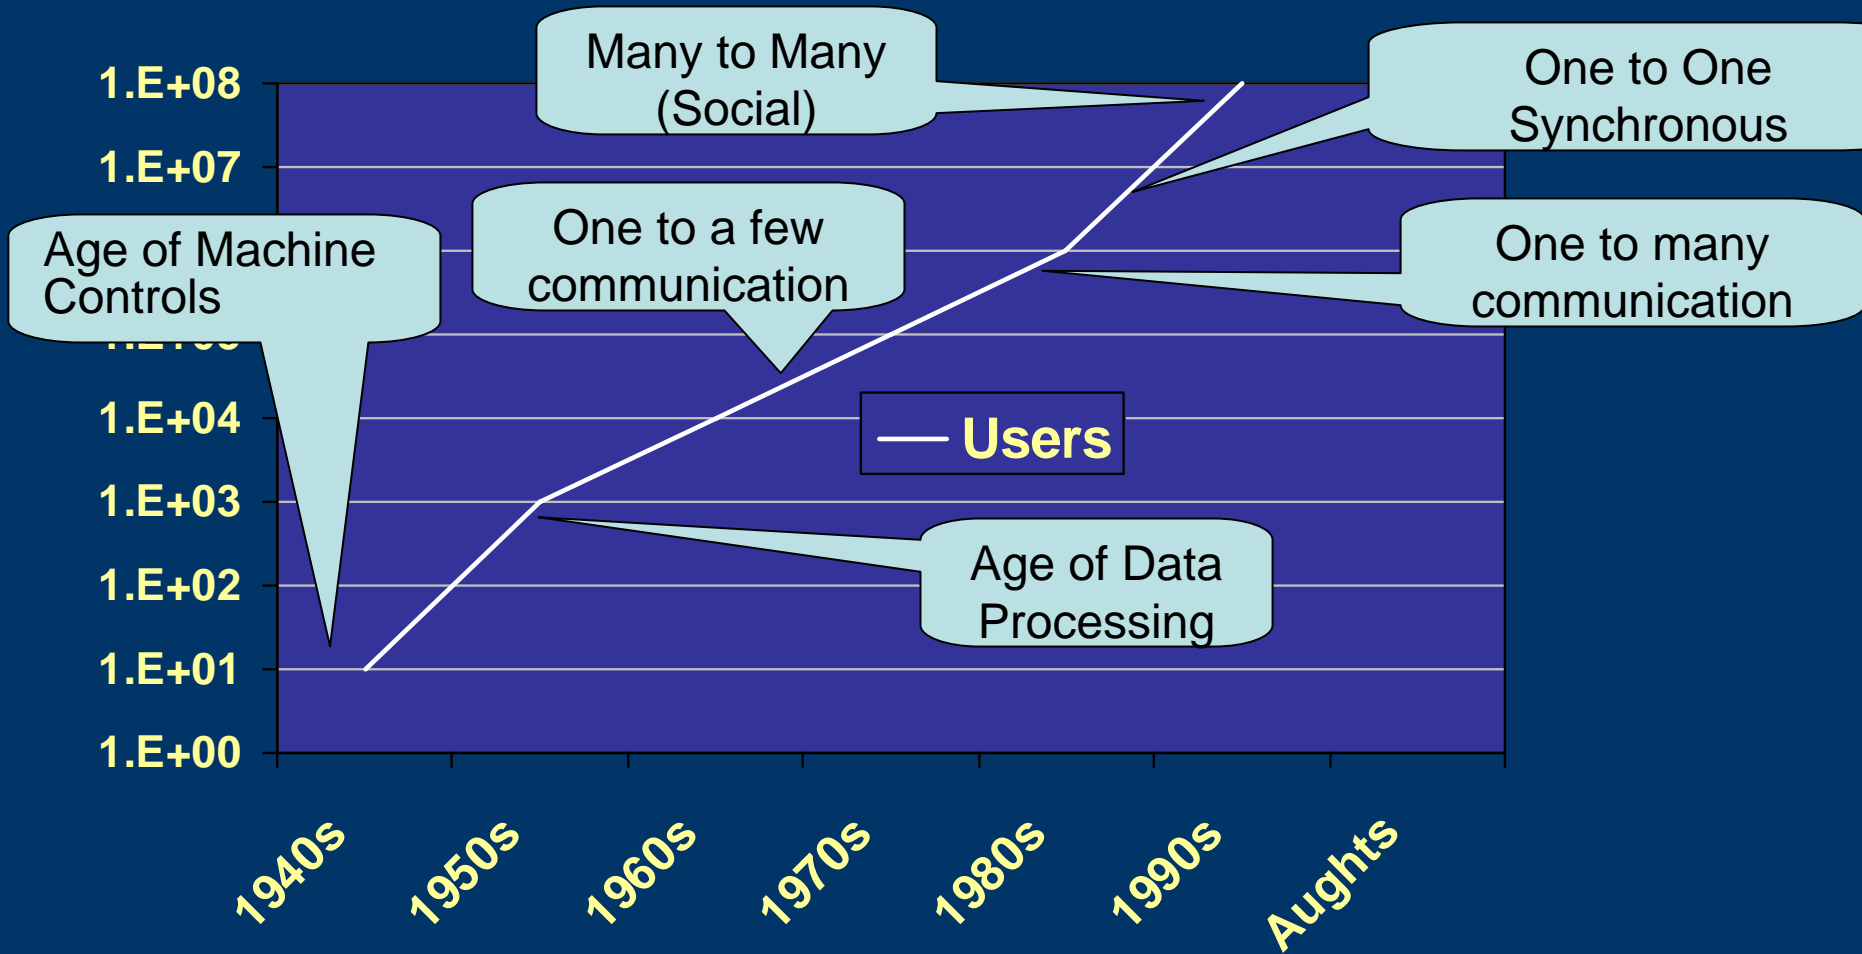 Many to Many
(Social)
One to One
Synchronous
One to a few
communication
Age of Machine
Controls
One to many
communication
Age of Data
Processing
Users
1.E+08
1.E+07
1.E+04
1.E+03
1.E+02
1.E+01
1.E+00
1940s
1950s
1960s
1970s
1980s
1990s
Aughts